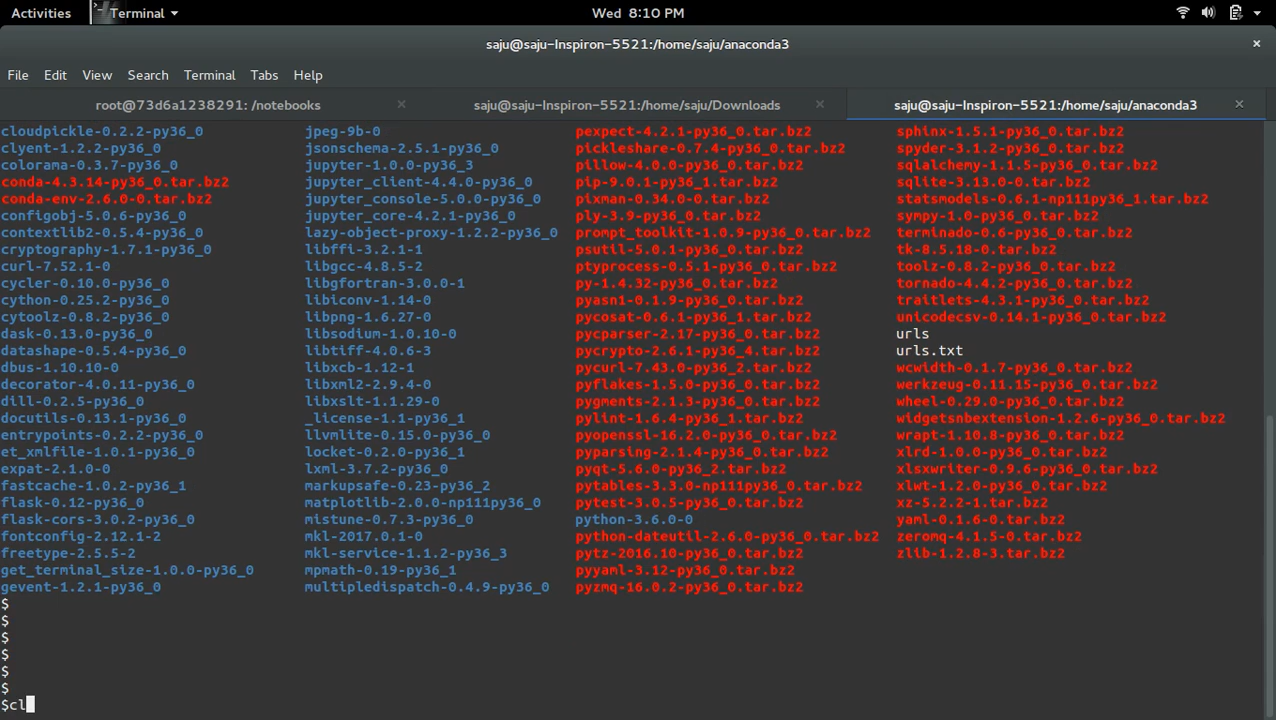 Activities Terminal Wed 8:10 PM
saju@saju-Inspiron-5521:/home/saju/anaconda3
File Edit View Search Terminal Tabs Help
root@73d6a1238291: /notebooks saju@saju-Inspiron-5521:/home/saju/Downloads saju@saju-Inspiron-5521:/home/saju/anaconda3
cloudpickle-0.2.2-py36_0 jpeg-9b-0 pexpect-4.2.1-py36_0.tar.bz2 sphinx-1.5.1-py36_0.tar.bz2
clyent-1.2.2-py36_0 jsonschema-2.5.1-py36_0 pickleshare-0.7.4-py36_0.tar.bz2 spyder-3.1.2-py36_0.tar.bz2
colorama-0.3.7-py36_0 jupyter-1.0.0-py36_3 pillow-4.0.0-py36_0.tar.bz2 sqlalchemy-1.1.5-py36_0.tar.bz2
conda-4.3.14-py36_0.tar.bz2 jupyter_client-4.4.0-py36_0 pip-9.0.1-py36_1.tar.bz2 sqlite-3.13.0-0.tar.bz2
conda-env-2.6.0-0.tar.bz2 jupyter_console-5.0.0-py36_0 pixman-0.34.0-0.tar.bz2 statsmodels-0.6.1-np111py36_1.tar.bz2
configobj-5.0.6-py36_0 jupyter_core-4.2.1-py36_0 ply-3.9-py36_0.tar.bz2 sympy-1.0-py36_0.tar.bz2
contextlib2-0.5.4-py36_0 lazy-object-proxy-1.2.2-py36_0 prompt_toolkit-1.0.9-py36_0.tar.bz2 terminado-0.6-py36_0.tar.bz2
cryptography-1.7.1-py36_0 libffi-3.2.1-1 psutil-5.0.1-py36_0.tar.bz2 tk-8.5.18-0.tar.bz2
curl-7.52.1-0 libgcc-4.8.5-2 ptyprocess-0.5.1-py36_0.tar.bz2 toolz-0.8.2-py36_0.tar.bz2
cycler-0.10.0-py36_0 libgfortran-3.0.0-1 py-1.4.32-py36_0.tar.bz2 tornado-4.4.2-py36_0.tar.bz2
cython-0.25.2-py36_0 libiconv-1.14-0 pyasn1-0.1.9-py36_0.tar.bz2 traitlets-4.3.1-py36_0.tar.bz2
cytoolz-0.8.2-py36_0 libpng-1.6.27-0 pycosat-0.6.1-py36_1.tar.bz2 unicodecsv-0.14.1-py36_0.tar.bz2
dask-0.13.0-py36_0 libsodium-1.0.10-0 pycparser-2.17-py36_0.tar.bz2 urls
datashape-0.5.4-py36_0 libtiff-4.0.6-3 pycrypto-2.6.1-py36_4.tar.bz2 urls.txt
dbus-1.10.10-0 libxcb-1.12-1 pycurl-7.43.0-py36_2.tar.bz2 wcwidth-0.1.7-py36_0.tar.bz2
decorator-4.0.11-py36_0 libxml2-2.9.4-0 pyflakes-1.5.0-py36_0.tar.bz2 werkzeug-0.11.15-py36_0.tar.bz2
dill-0.2.5-py36_0 libxslt-1.1.29-0 pygments-2.1.3-py36_0.tar.bz2 wheel-0.29.0-py36_0.tar.bz2
docutils-0.13.1-py36_0 _license-1.1-py36_1 pylint-1.6.4-py36_1.tar.bz2 widgetsnbextension-1.2.6-py36_0.tar.bz2
entrypoints-0.2.2-py36_0 llvmlite-0.15.0-py36_0 pyopenssl-16.2.0-py36_0.tar.bz2 wrapt-1.10.8-py36_0.tar.bz2
et_xmlfile-1.0.1-py36_0 locket-0.2.0-py36_1 pyparsing-2.1.4-py36_0.tar.bz2 xlrd-1.0.0-py36_0.tar.bz2
expat-2.1.0-0 lxml-3.7.2-py36_0 pyqt-5.6.0-py36_2.tar.bz2 xlsxwriter-0.9.6-py36_0.tar.bz2
fastcache-1.0.2-py36_1 markupsafe-0.23-py36_2 pytables-3.3.0-np111py36_0.tar.bz2 xlwt-1.2.0-py36_0.tar.bz2
flask-0.12-py36_0 matplotlib-2.0.0-np111py36_0 pytest-3.0.5-py36_0.tar.bz2 xz-5.2.2-1.tar.bz2
flask-cors-3.0.2-py36_0 mistune-0.7.3-py36_0 python-3.6.0-0 yaml-0.1.6-0.tar.bz2
fontconfig-2.12.1-2 mkl-2017.0.1-0 python-dateutil-2.6.0-py36_0.tar.bz2 zeromq-4.1.5-0.tar.bz2
freetype-2.5.5-2 mkl-service-1.1.2-py36_3 pytz-2016.10-py36_0.tar.bz2 zlib-1.2.8-3.tar.bz2
get_terminal_size-1.0.0-py36_0 mpmath-0.19-py36_1 pyyaml-3.12-py36_0.tar.bz2
gevent-1.2.1-py36_0 multipledispatch-0.4.9-py36_0 pyzmq-16.0.2-py36_0.tar.bz2
$
$
$
$
$
$
$cl